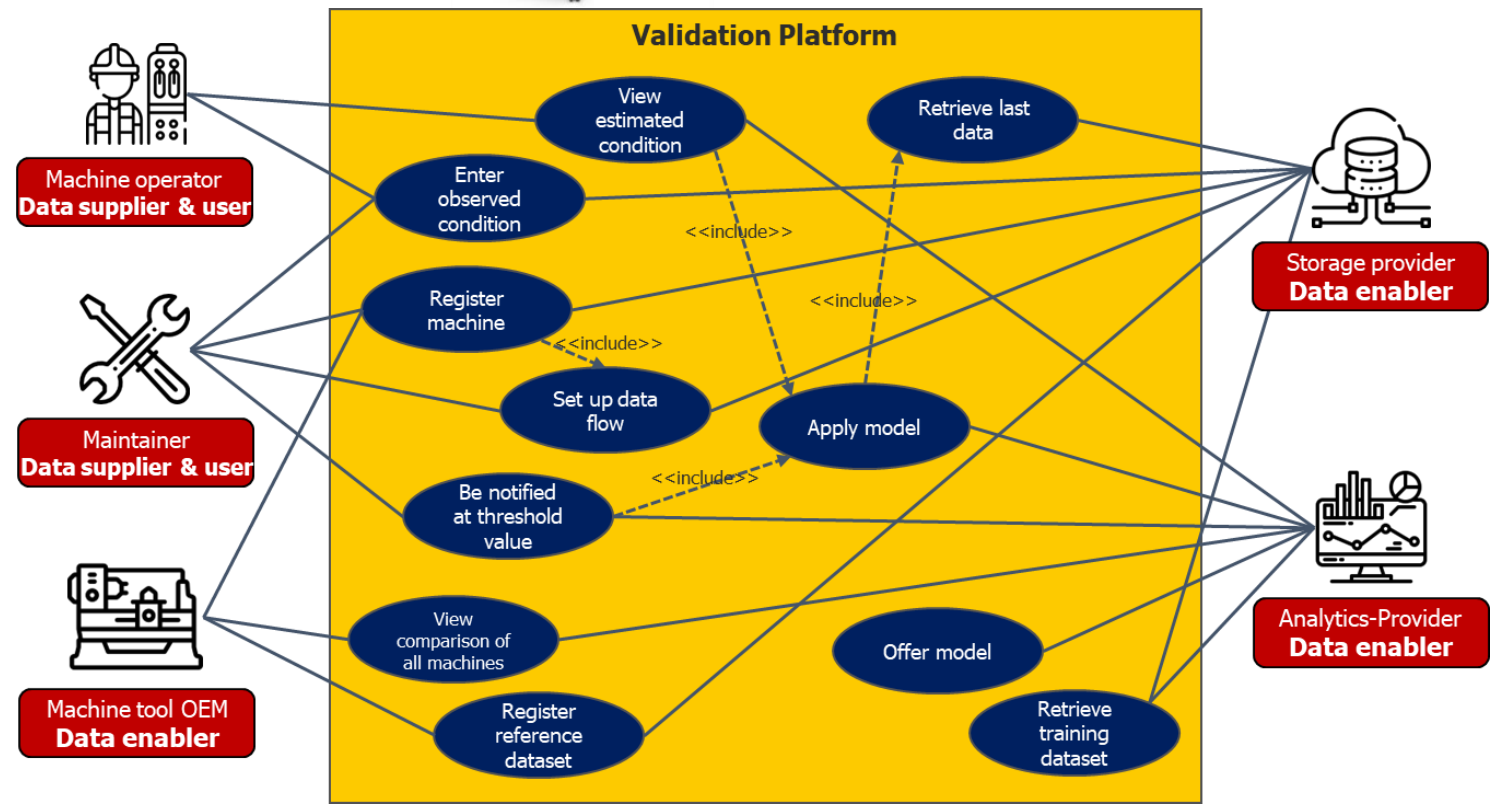 Validation Platform
View
estimated
condition
Retrieve last
data
Machine operator
Data supplier & user
Enter
observed
condition
<<include>>
Storage provider
Data enabler
Register
machine
<<include>>
<<include>>
Set up data
flow
Apply model
Maintainer
Data supplier & user
<<include>>
Be notified
at threshold
value
View
comparison of
all machines
Offer model
Analytics-Provider
Data enabler
Machine tool OEM
Data enabler
Register
reference
dataset
Retrieve
training
dataset